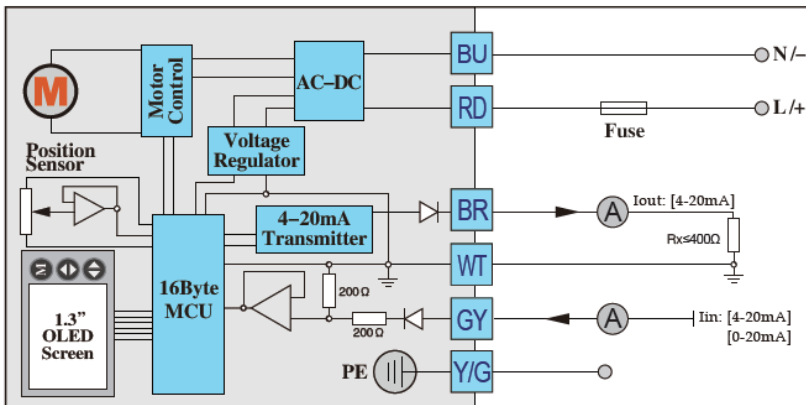 BU
N/−
M
Motor
Control
AC−DC
RD
L/+
Fuse
Position
Sensor
Voltage
Regulator
4−20mA
Transmitter
BR
A
Iout: [4-20mA]
Rx≤400Ω
16Byte
MCU
WT
M
1.3”
OLED
Screen
200Ω
200Ω
GY
A
Iin: [4-20mA]
[0-20mA]
PE
Y/G